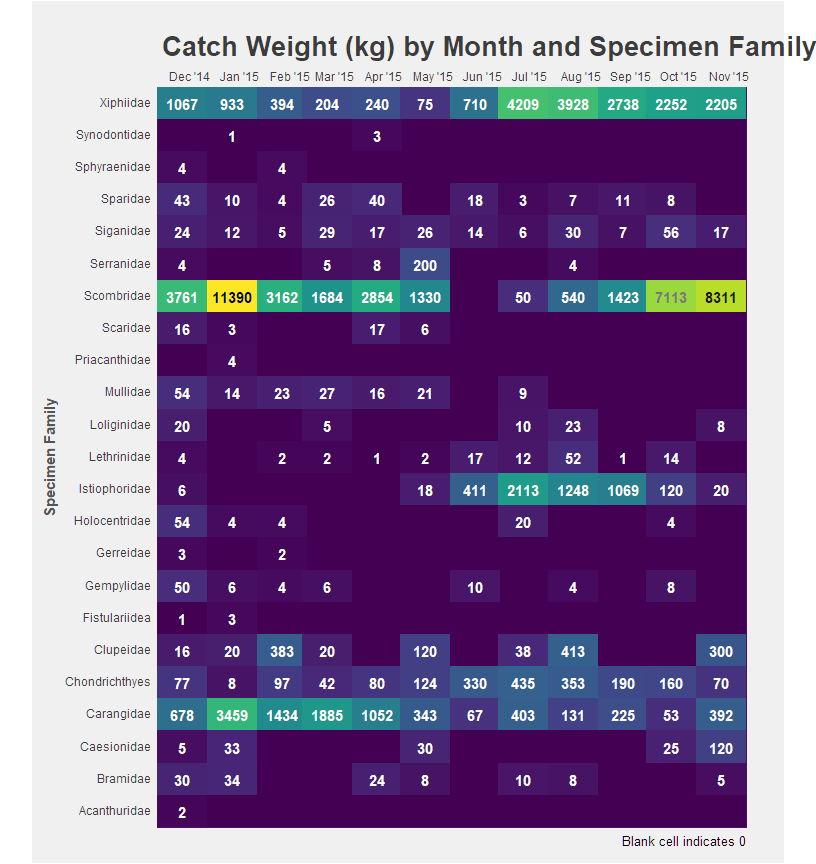 Catch Weight (kg) by Month and Specimen Family
Dec '14 Jan '15 Feb '15 Mar '15 Apr '15 May '15 Jun '15 Jul '15 Aug '15 Sep '15 Oct '15 Nov '15
Xiphiidae 1067 933 394 204 240 75 710 4209 3928 2738 2252 2205
Synodontidae 1 3
Sphyraenidae 4 4
Sparidae 43 10 4 26 40 18 3 7 11 8
Siganidae 24 12 5 29 17 26 14 6 30 7 56 17
Serranidae 4 5 8 200 4
Scombridae 3761 11390 3162 1684 2854 1330 50 540 1423 7113 8311
Scaridae 16 3 17 6
Priacanthidae 4
Mullidae 54 14 23 27 16 21 9
Loliginidae 20 5 10 23 8
Lethrinidae 4 2 2 1 2 17 12 52 1 14
Istiophoridae 6 18 411 2113 1248 1069 120 20
Holocentridae 54 4 4 20 4
Gerreidae 3 2
Gempylidae 50 6 4 6 10 4 8
Fistulariidea 1 3
Clupeidae 16 20 383 20 120 38 413 300
Chondrichthyes 77 8 97 42 80 124 330 435 353 190 160 70
Carangidae 678 3459 1434 1885 1052 343 67 403 131 225 53 392
Caesionidae 5 33 30 25 120
Bramidae 30 34 24 8 10 8 5
Acanthuridae 2
Specimen Family
Blank cell indicates 0